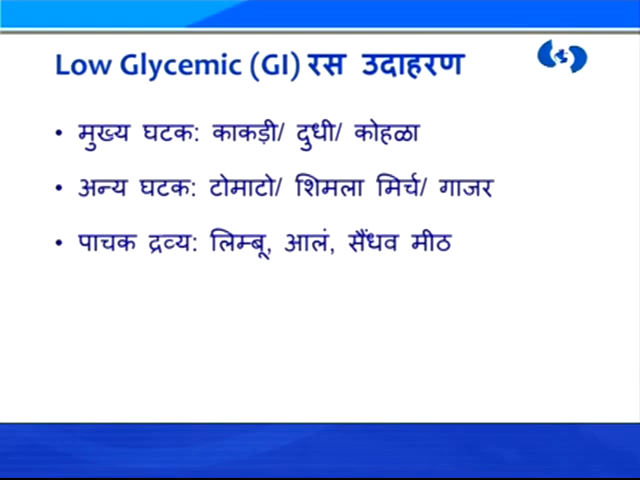 Low Glycemic (GI) रस उदाहरण
• मुख्य घटक: काकड़ी/ दुधी/ कोहळा
• अन्य घटक: टोमाटो/ शिमला मिर्च/ गाजर
• पाचक द्रव्य: लिम्बू, आलं, सैंधव मीठ